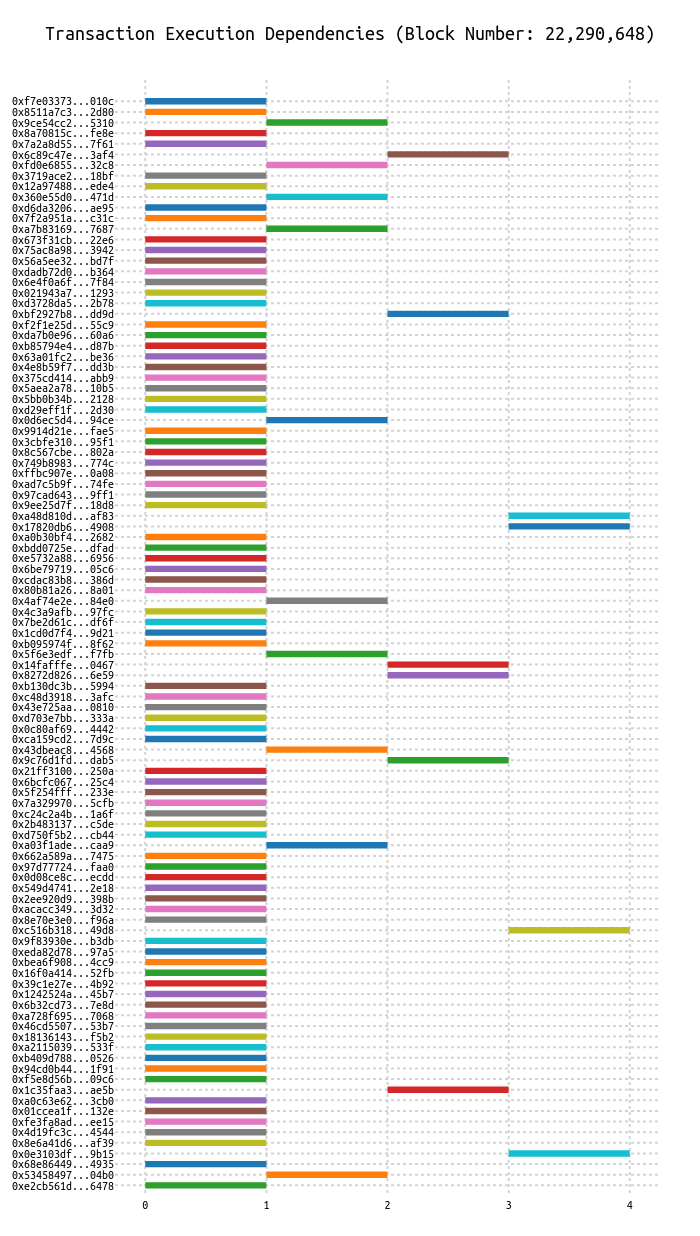 Transaction Execution Dependencies (Block Number: 22,290,648)
0xf7e03373...010c
0x8511a7c3...2d80
0x9ce54cc2...5310
0x8a70815c...fe8e
0x7a2a8d55...7f61
0x6c89c47e...3af4
0xfd0e6855...32c8
0x3719ace2...18bf
0x12a97488...ede4
0x360e55d0...471d
0xd6da3206...ae95
0x7f2a951a...c31c
0xa7b83169...7687
0x673f31cb...22e6
0x75ac8a98...3942
0x56a5ee32...bd7f
0xdadb72d0...b364
0x6e4f0a6f...7f84
0x021943a7...1293
0xd3728da5...2b78
0xbf2927b8...dd9d
0xf2f1e25d...55c9
0xda7b0e96...60a6
0xb85794e4...d87b
0x63a01fc2...be36
0x4e8b59f7...dd3b
0x375cd414...abb9
0x5aea2a78...10b5
0x5bb0b34b...2128
0xd29eff1f...2d30
0x0d6ec5d4...94ce
0x9914d21e...fae5
0x3cbfe310...95f1
0x8c567cbe...802a
0x749b8983...774c
0xffbc907e...0a08
0xad7c5b9f...74fe
0x97cad643...9ff1
0x9ee25d7f...18d8
0xa48d810d...af83
0x17820db6...4908
0xa0b30bf4...2682
0xbdd0725e...dfad
0xe5732a88...6956
0x6be79719...05c6
0xcdac83b8...386d
0x80b81a26...8a01
0x4af74e2e...84e0
0x4c3a9afb...97fc
0x7be2d61c...df6f
0x1cd0d7f4...9d21
0xb095974f...8f62
0x5f6e3edf...f7fb
0x14fafffe...0467
0x8272d826...6e59
0xb130dc3b...5994
0xc48d3918...3afc
0x43e725aa...0810
0xd703e7bb...333a
0x0c80af69...4442
0xca159cd2...7d9c
0x43dbeac8...4568
0x9c76d1fd...dab5
0x21ff3100...250a
0x6bcfc067...25c4
0x5f254fff...233e
0x7a329970...5cfb
0xc24c2a4b...1a6f
0x2b483137...c5de
0xd750f5b2...cb44
0xa03f1ade...caa9
0x662a589a...7475
0x97d77724...faa0
0x0d08ce8c...ecdd
0x549d4741...2e18
0x2ee920d9...398b
0xacacc349...3d32
0x8e70e3e0...f96a
0xc516b318...49d8
0x9f83930e...b3db
0xeda82d78...97a5
0xbea6f908...4cc9
0x16f0a414...52fb
0x39c1e27e...4b92
0x1242524a...45b7
0x6b32cd73...7e8d
0xa728f695...7068
0x46cd5507...53b7
0x18136143...f5b2
0xa2115039...533f
0xb409d788...0526
0x94cd0b44...1f91
0xf5e8d56b...09c6
0x1c35faa3...ae5b
0xa0c63e62...3cb0
0x01ccea1f...132e
0xfe3fa8ad...ee15
0x4d19fc3c...4544
0x8e6a41d6...af39
0x0e3103df...9b15
0x68e86449...4935
0x53458497...04b0
0xe2cb561d...6478
0 1 2 3 4